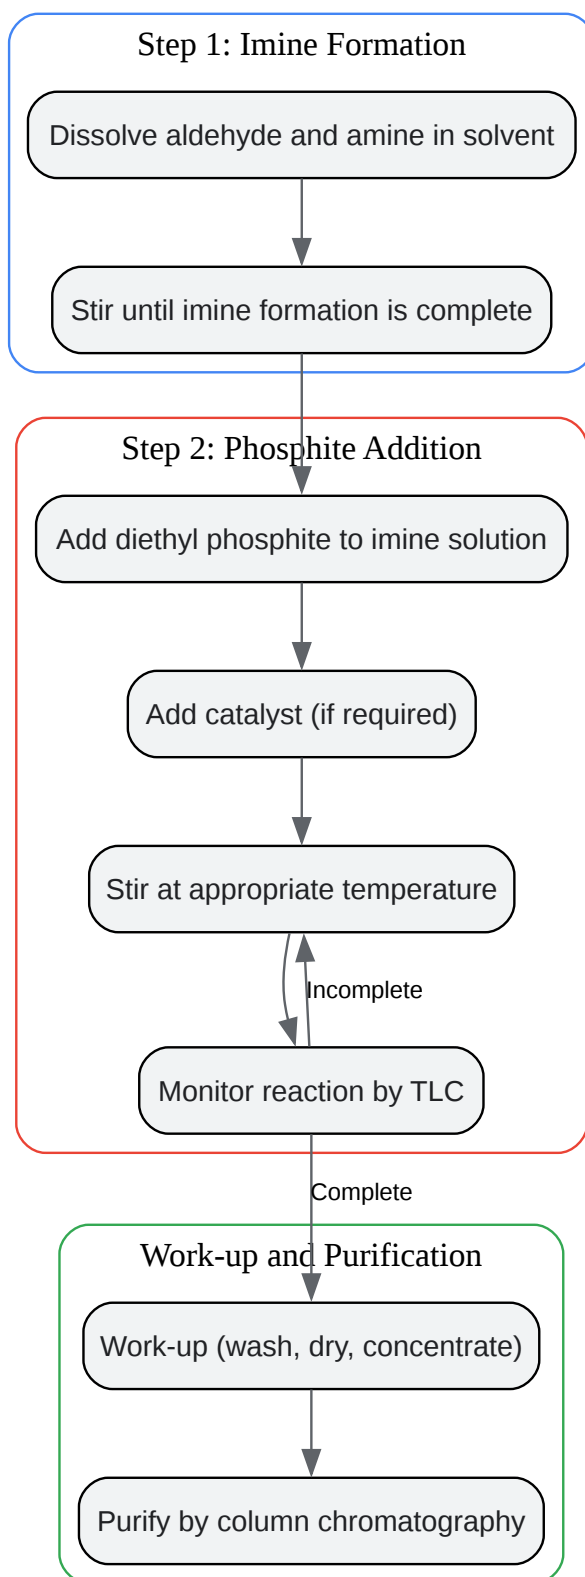 Step 1: Imine Formation
Dissolve aldehyde and amine in solvent
Stir until imine formation is complete
Step 2: Phosphite Addition
Add diethyl phosphite to imine solution
Add catalyst (if required)
Stir at appropriate temperature
Incomplete
Monitor reaction by TLC
Complete
Work-up and Purification
Work-up (wash, dry, concentrate)
Purify by column chromatography